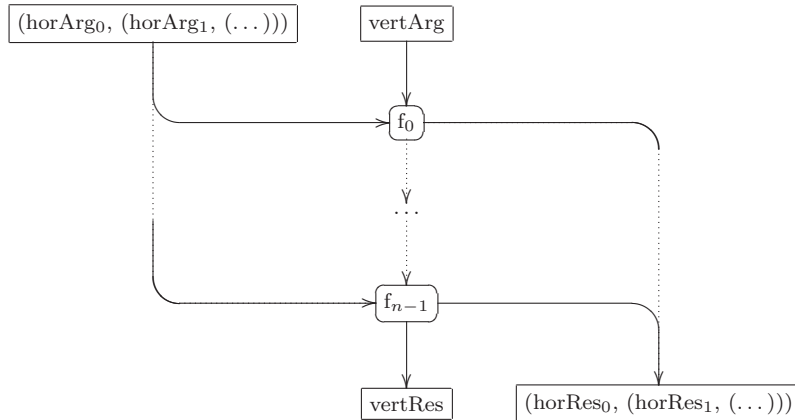 (horArg₀, (horArg₁, (...)))
vertArg
f₀
...
fₙ₋₁
vertRes
(horRes₀, (horRes₁, (...)))